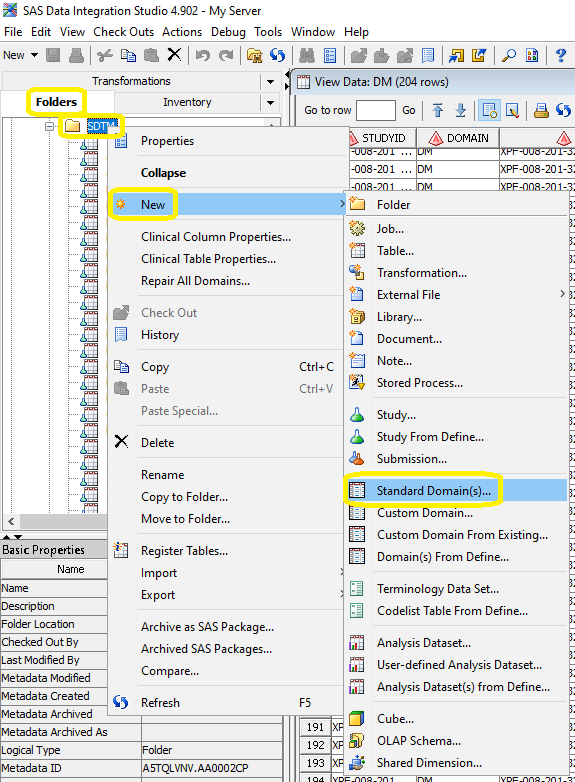 SAS Data Integration Studio 4.902 - My Server
File Edit View Check Outs Actions Debug Tools Window Help
New
Transformations
Folders Inventory
SDTM
View Data: DM (204 rows)
Go to row Go
STUDYID DOMAIN
XPF-008-201 ... DM XPF-008-201-32
XPF-008-201 ... DM XPF-008-201-32
Properties
Collapse
New
Clinical Column Properties...
Clinical Table Properties...
Repair All Domains...
Check Out
History
Copy Ctrl+C
Paste Ctrl+V
Paste Special...
Delete
Rename
Copy to Folder...
Move to Folder...
Register Tables...
Import
Export
Archive as SAS Package...
Archived SAS Packages...
Compare...
Refresh F5
Folder
Job...
Table...
Transformation...
External File
Library...
Document...
Note...
Stored Process...
Study...
Study From Define...
Submission...
Standard Domain(s)...
Custom Domain...
Custom Domain From Existing...
Domain(s) From Define...
Terminology Data Set...
Codelist Table From Define...
Analysis Dataset...
User-defined Analysis Dataset...
Analysis Dataset(s) from Define...
Cube...
OLAP Schema...
Shared Dimension...
Basic Properties
Name
Name
Description
Folder Location
Checked Out By
Last Modified By
Metadata Modified
Metadata Created
Metadata Archived
Metadata Archived As
Logical Type Folder
Metadata ID A5TQLVNV.AA0002CP
191 XP
192 XP
193 XP
194 XPF-008-201 ... DM XPF-008-201-32